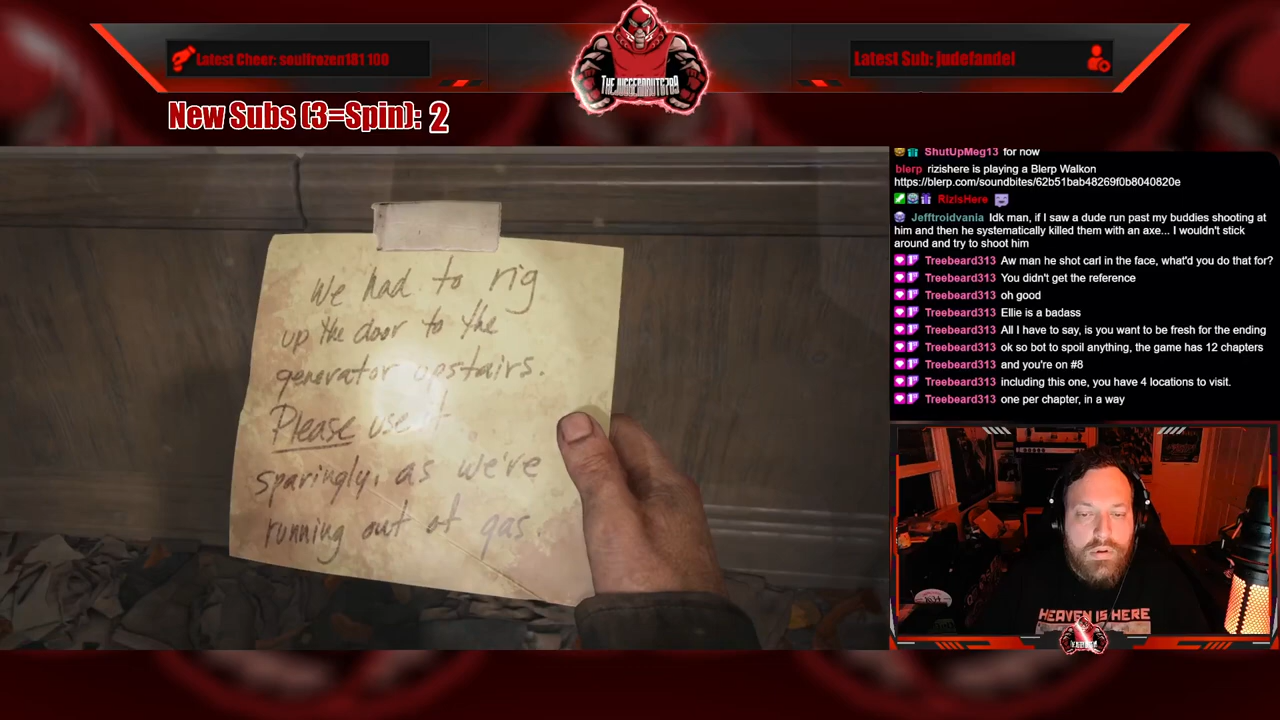 Latest Cheer: soulfrozen181 100
THEJUGGERNAUT6789
Latest Sub: judefandel
New Subs (3=Spin): 2
We had to rig
up the door to the
generator upstairs.
Please use it
sparingly, as we're
running out of gas.
ShutUpMeg13 for now
blerp rizishere is playing a Blerp Walkon
https://blerp.com/soundbites/62b51bab48269f0b8040820e
RizIsHere
Jefftroidvania Idk man, if I saw a dude run past my buddies shooting at
him and then he systematically killed them with an axe... I wouldn't stick
around and try to shoot him
Treebeard313 Aw man he shot carl in the face, what'd you do that for?
Treebeard313 You didn't get the reference
Treebeard313 oh good
Treebeard313 Ellie is a badass
Treebeard313 All I have to say, is you want to be fresh for the ending
Treebeard313 ok so bot to spoil anything, the game has 12 chapters
Treebeard313 and you're on #8
Treebeard313 including this one, you have 4 locations to visit.
Treebeard313 one per chapter, in a way
HEAVEN IS HERE